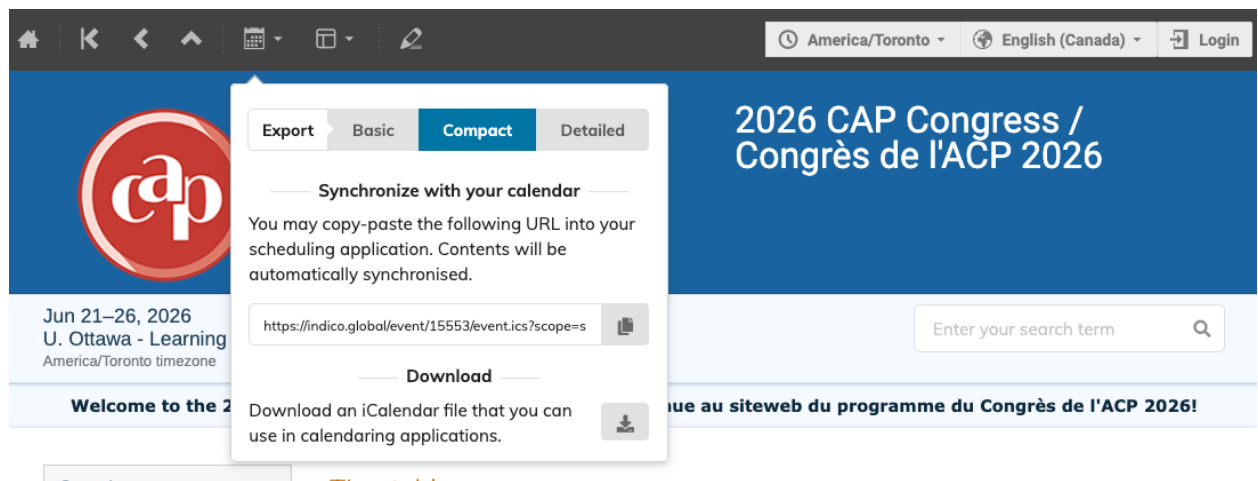 America/Toronto
English (Canada)
Login
Export
Basic
Compact
Detailed
2026 CAP Congress /
Congrès de l'ACP 2026
cap
Synchronize with your calendar
You may copy-paste the following URL into your
scheduling application. Contents will be
automatically synchronised.
https://indico.global/event/15553/event.ics?scope=s
Jun 21–26, 2026
U. Ottawa - Learning
America/Toronto timezone
Enter your search term
Download
Download an iCalendar file that you can
use in calendaring applications.
Welcome to the 2
ue au siteweb du programme du Congrès de l'ACP 2026!